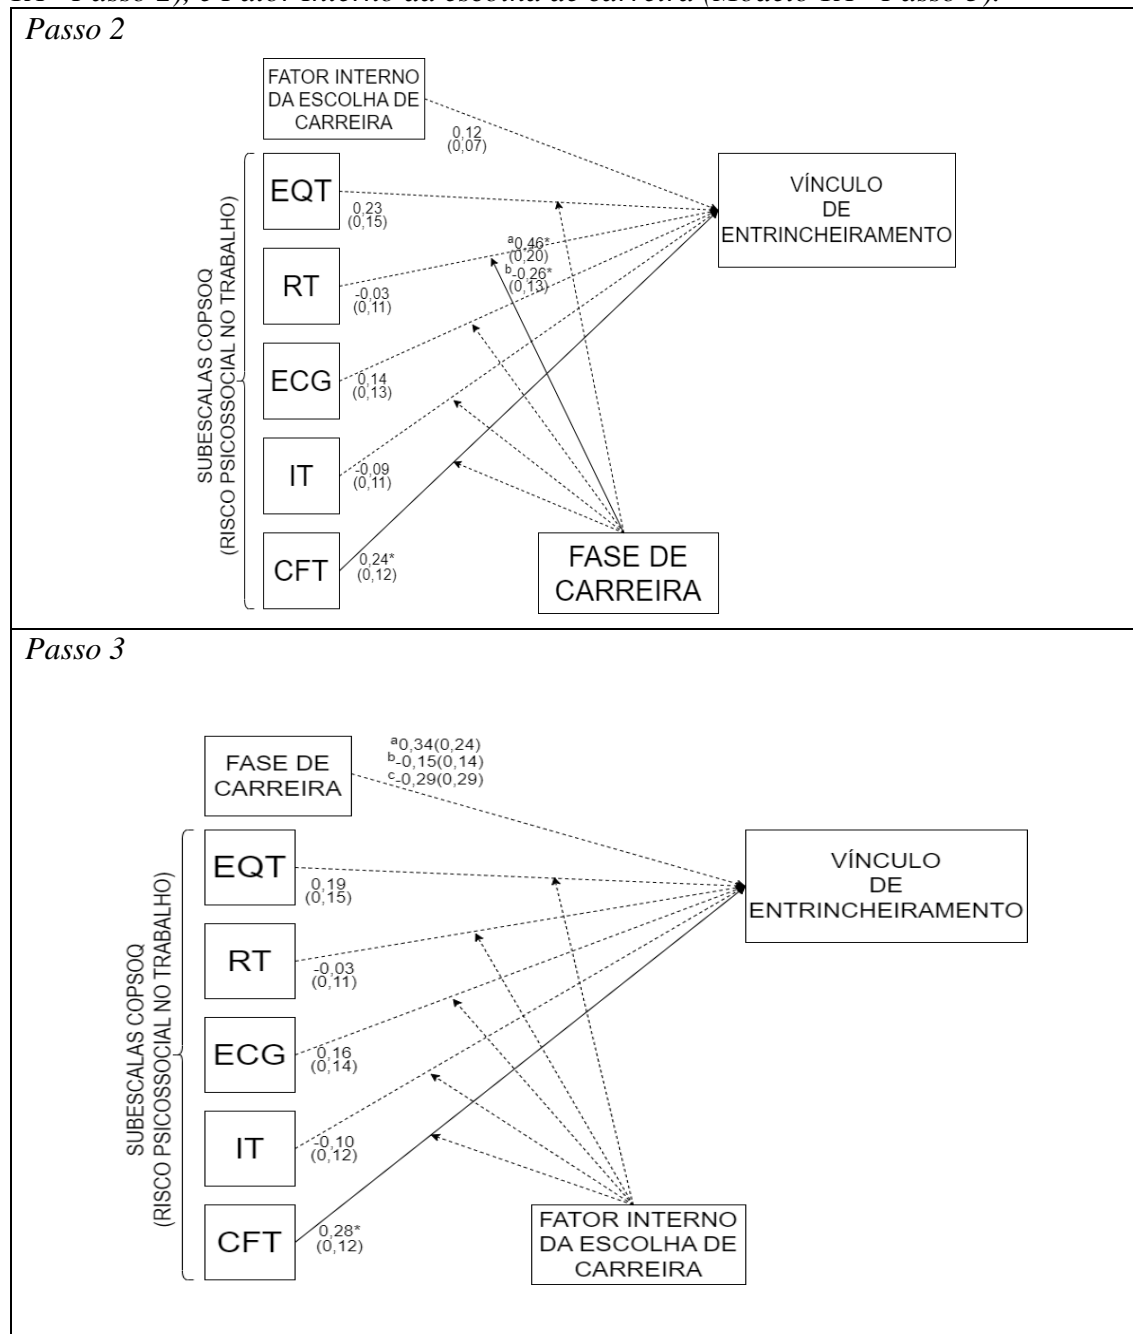 1A - Passo 2), e Fator Interno da escolha de carreira (Modelo 1A - Passo 3).
Passo 2
FATOR INTERNO
DA ESCOLHA DE
CARREIRA
0,12
(0,07)
SUBESCALAS COPSOQ
(RISCO PSICOSSOCIAL NO TRABALHO)
EQT
0,23
(0,15)
RT
-0,03
(0,11)
ECG
0,14
(0,13)
IT
-0,09
(0,11)
CFT
0,24*
(0,12)
a0,46*
(0,20)
b-0,26*
(0,13)
VÍNCULO
DE
ENTRINCHEIRAMENTO
FASE DE
CARREIRA
Passo 3
FASE DE
CARREIRA
a0,34(0,24)
b-0,15(0,14)
c-0,29(0,29)
SUBESCALAS COPSOQ
(RISCO PSICOSSOCIAL NO TRABALHO)
EQT
0,19
(0,15)
RT
-0,03
(0,11)
ECG
0,16
(0,14)
IT
-0,10
(0,12)
CFT
0,28*
(0,12)
VÍNCULO
DE
ENTRINCHEIRAMENTO
FATOR INTERNO
DA ESCOLHA DE
CARREIRA